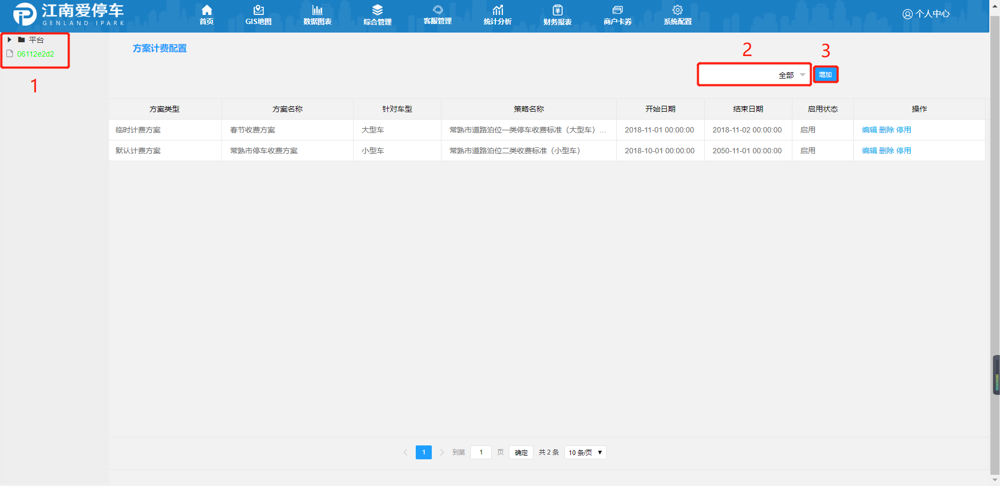 江南爱停车
GENLAND IPARK
首页
GIS地图
数据图表
综合管理
客服管理
统计分析
财务报表
商户卡券
系统配置
个人中心
平台
06112e2d2
1
方案计费配置
2
3
全部
增加
方案类型 方案名称 针对车型 策略名称 开始日期 结束日期 启用状态 操作
临时计费方案 春节收费方案 大型车 常熟市道路泊位一类停车收费标准（大型车）... 2018-11-01 00:00:00 2018-11-02 00:00:00 启用 编辑 删除 停用
默认计费方案 常熟市停车收费方案 小型车 常熟市道路泊位二类收费标准（小型车） 2018-10-01 00:00:00 2050-11-01 00:00:00 启用 编辑 删除 停用
1 到第 1 页 确定 共 2 条 10 条/页